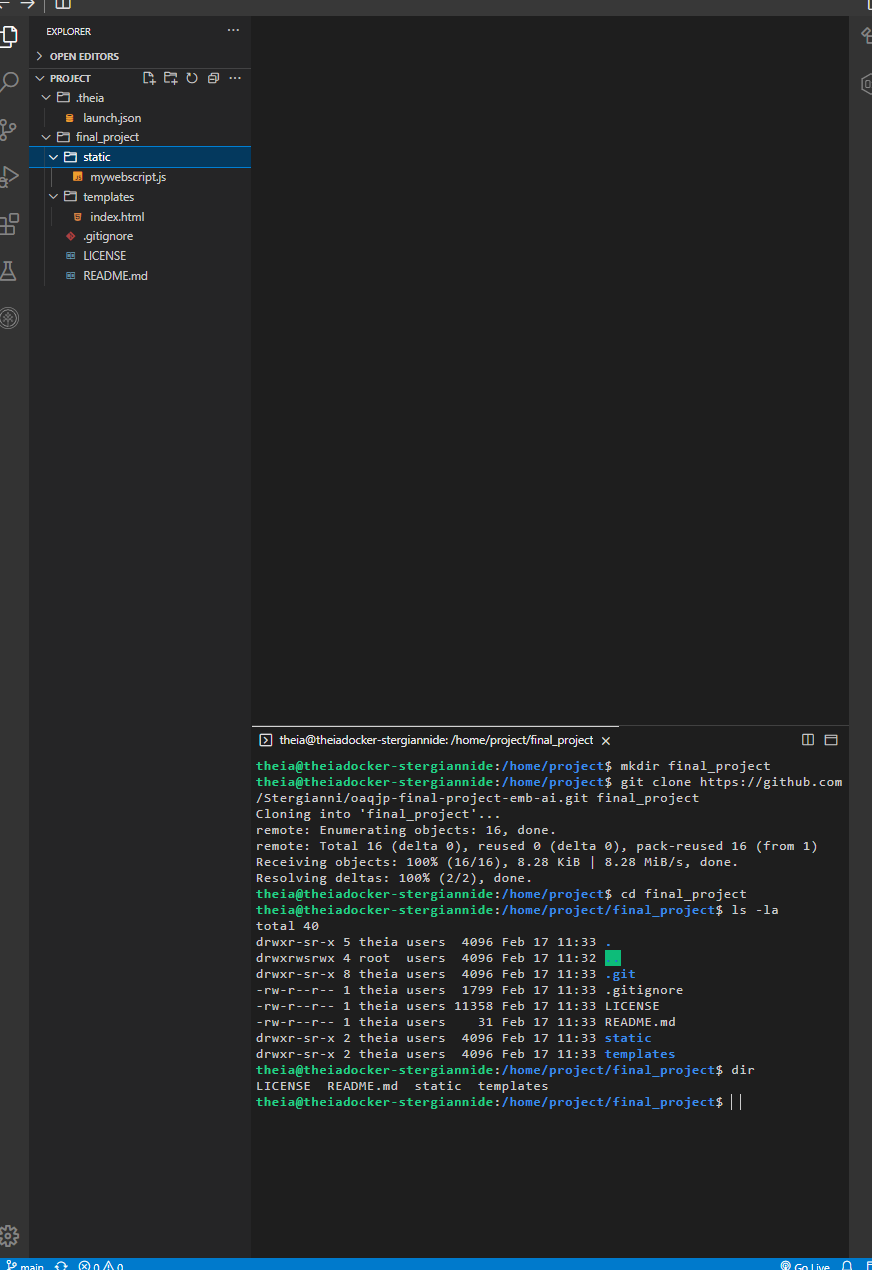 EXPLORER
OPEN EDITORS
PROJECT
.theia
launch.json
final_project
static
mywebscript.js
templates
index.html
.gitignore
LICENSE
README.md
theia@theiadocker-stergiannide: /home/project/final_project
theia@theiadocker-stergiannide:/home/project$ mkdir final_project
theia@theiadocker-stergiannide:/home/project$ git clone https://github.com
/Stergianni/oaqjp-final-project-emb-ai.git final_project
Cloning into 'final_project'...
remote: Enumerating objects: 16, done.
remote: Total 16 (delta 0), reused 0 (delta 0), pack-reused 16 (from 1)
Receiving objects: 100% (16/16), 8.28 KiB | 8.28 MiB/s, done.
Resolving deltas: 100% (2/2), done.
theia@theiadocker-stergiannide:/home/project$ cd final_project
theia@theiadocker-stergiannide:/home/project/final_project$ ls -la
total 40
drwxr-sr-x 5 theia users  4096 Feb 17 11:33 .
drwxrwsrwx 4 root  users  4096 Feb 17 11:32 ..
drwxr-sr-x 8 theia users  4096 Feb 17 11:33 .git
-rw-r--r-- 1 theia users  1799 Feb 17 11:33 .gitignore
-rw-r--r-- 1 theia users 11358 Feb 17 11:33 LICENSE
-rw-r--r-- 1 theia users    31 Feb 17 11:33 README.md
drwxr-sr-x 2 theia users  4096 Feb 17 11:33 static
drwxr-sr-x 2 theia users  4096 Feb 17 11:33 templates
theia@theiadocker-stergiannide:/home/project/final_project$ dir
LICENSE  README.md  static  templates
theia@theiadocker-stergiannide:/home/project/final_project$
main 0 0 Go Live